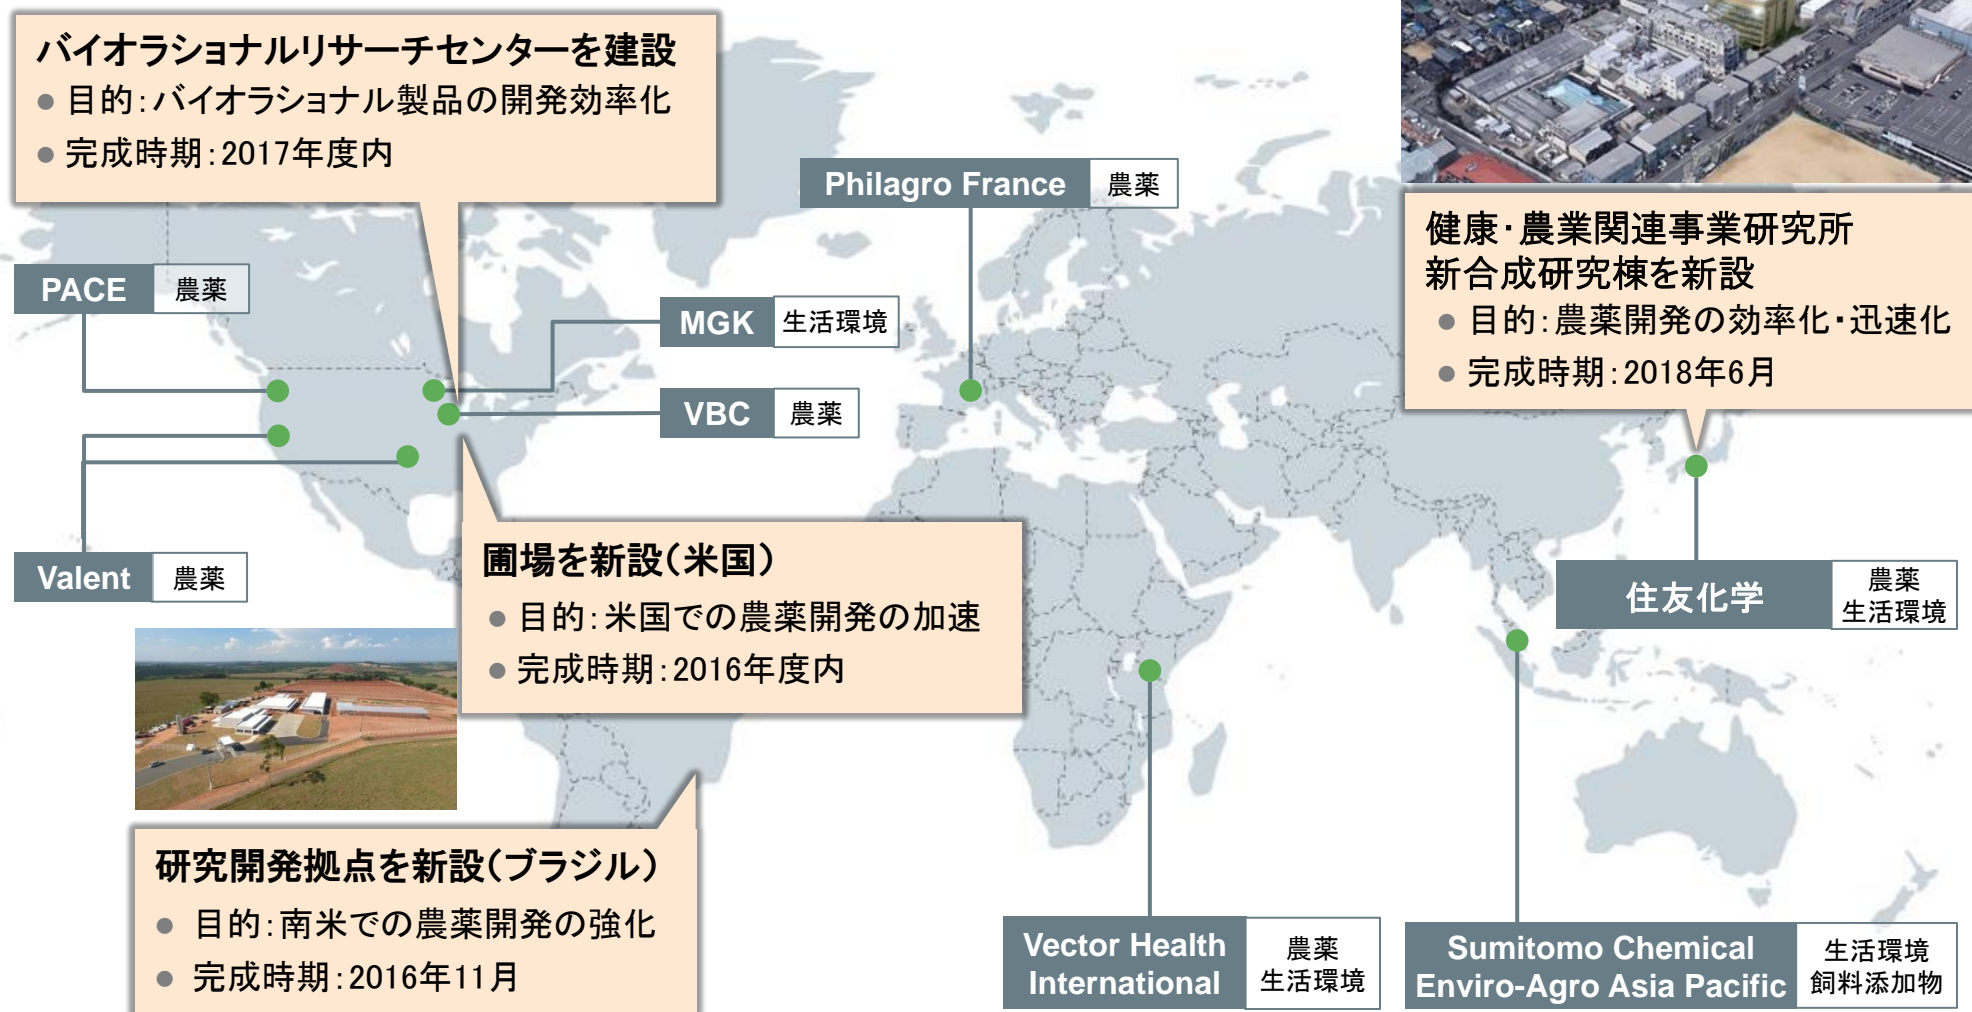 バイオラショナルリサーチセンターを建設
● 目的：バイオラショナル製品の開発効率化
● 完成時期：2017年度内
Philagro France 農薬
健康・農業関連事業研究所
新合成研究棟を新設
● 目的：農薬開発の効率化・迅速化
● 完成時期：2018年6月
PACE 農薬
MGK 生活環境
VBC 農薬
Valent 農薬
圃場を新設（米国）
● 目的：米国での農薬開発の加速
● 完成時期：2016年度内
住友化学
農薬
生活環境
研究開発拠点を新設（ブラジル）
● 目的：南米での農薬開発の強化
● 完成時期：2016年11月
Vector Health
International
農薬
生活環境
Sumitomo Chemical
Enviro-Agro Asia Pacific
生活環境
飼料添加物